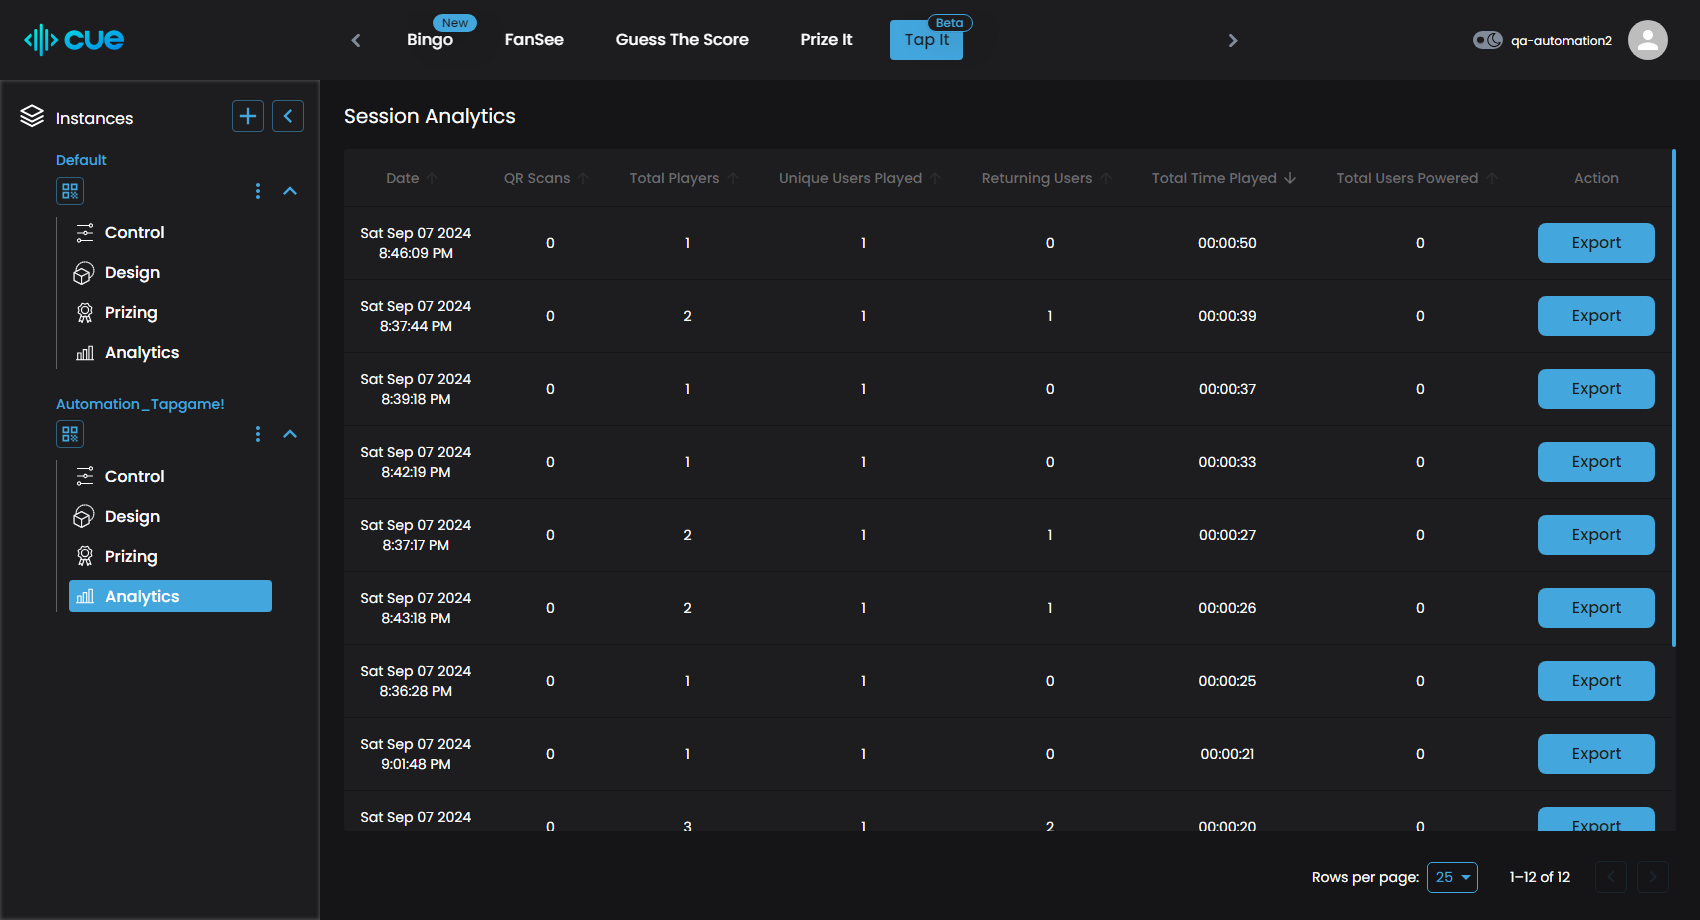 cue
Bingo
New
FanSee
Guess The Score
Prize It
Tap It
Beta
qa-automation2
Instances
Default
Control
Design
Prizing
Analytics
Automation_Tapgame!
Control
Design
Prizing
Analytics
Session Analytics
Date QR Scans Total Players Unique Users Played Returning Users Total Time Played Total Users Powered Action
Sat Sep 07 2024
8:46:09 PM 0 1 1 0 00:00:50 0 Export
Sat Sep 07 2024
8:37:44 PM 0 2 1 1 00:00:39 0 Export
Sat Sep 07 2024
8:39:18 PM 0 1 1 0 00:00:37 0 Export
Sat Sep 07 2024
8:42:19 PM 0 1 1 0 00:00:33 0 Export
Sat Sep 07 2024
8:37:17 PM 0 2 1 1 00:00:27 0 Export
Sat Sep 07 2024
8:43:18 PM 0 2 1 1 00:00:26 0 Export
Sat Sep 07 2024
8:36:28 PM 0 1 1 0 00:00:25 0 Export
Sat Sep 07 2024
9:01:48 PM 0 1 1 0 00:00:21 0 Export
Sat Sep 07 2024
0 3 1 2 00:00:20 0 Export
Rows per page: 25 1–12 of 12